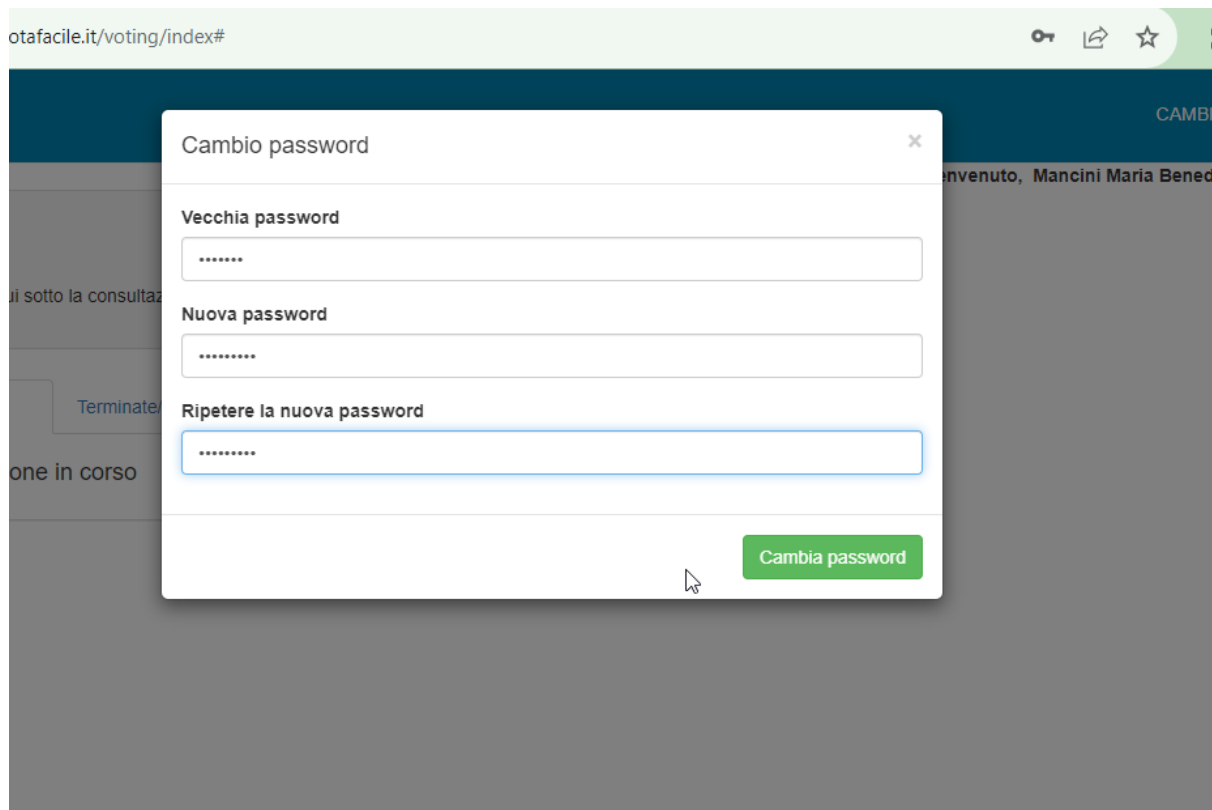 otafacile.it/voting/index#
CAMBI
Cambio password
×
envenuto, Mancini Maria Bened
Vecchia password
•••••••
ui sotto la consultaz
Nuova password
•••••••••
Terminate/
Ripetere la nuova password
•••••••••
one in corso
Cambia password